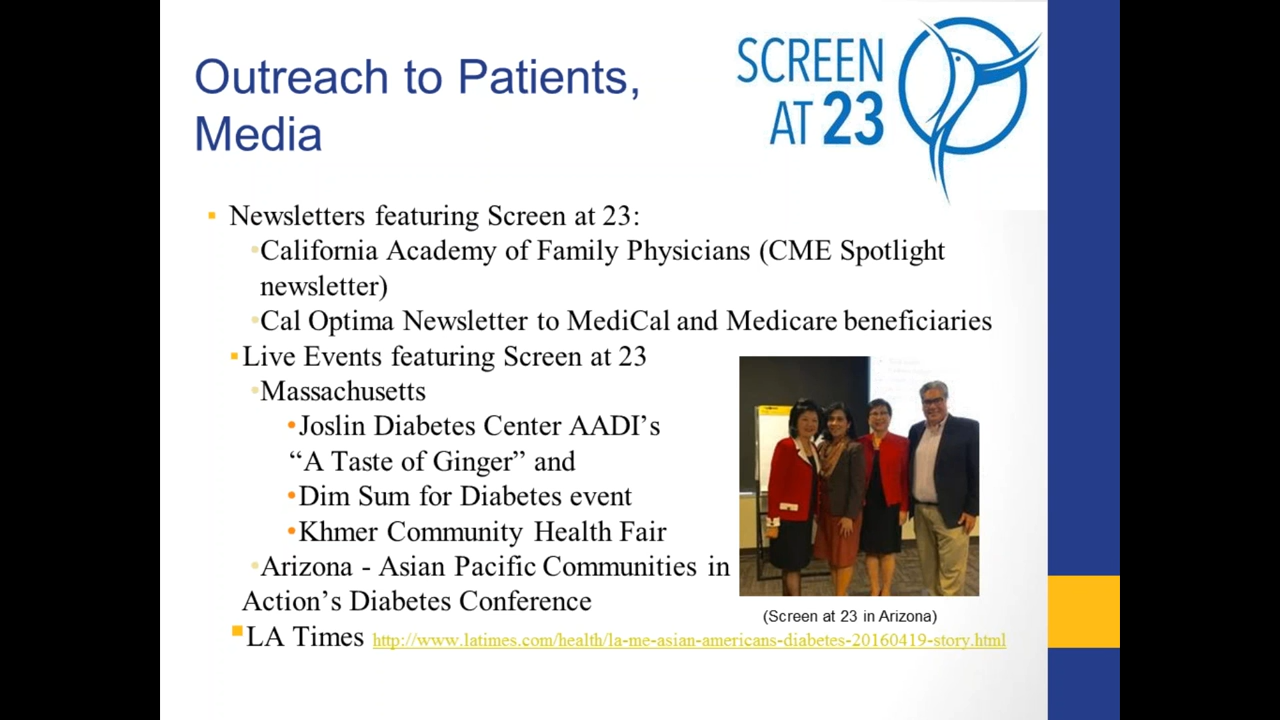 Outreach to Patients,
Media
SCREEN
AT 23
Newsletters featuring Screen at 23:
California Academy of Family Physicians (CME Spotlight
newsletter)
Cal Optima Newsletter to MediCal and Medicare beneficiaries
Live Events featuring Screen at 23
Massachusetts
Joslin Diabetes Center AADI’s
“A Taste of Ginger” and
Dim Sum for Diabetes event
Khmer Community Health Fair
Arizona - Asian Pacific Communities in
Action’s Diabetes Conference
(Screen at 23 in Arizona)
LA Times http://www.latimes.com/health/la-me-asian-americans-diabetes-20160419-story.html